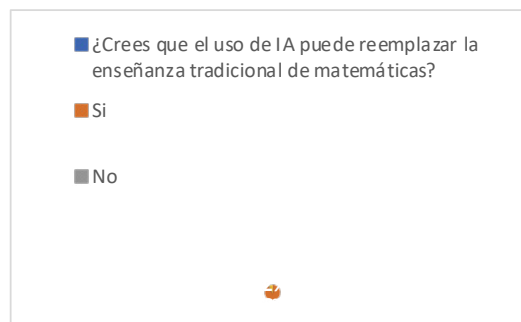 ¿Crees que el uso de IA puede reemplazar la
enseñanza tradicional de matemáticas?
Si
No